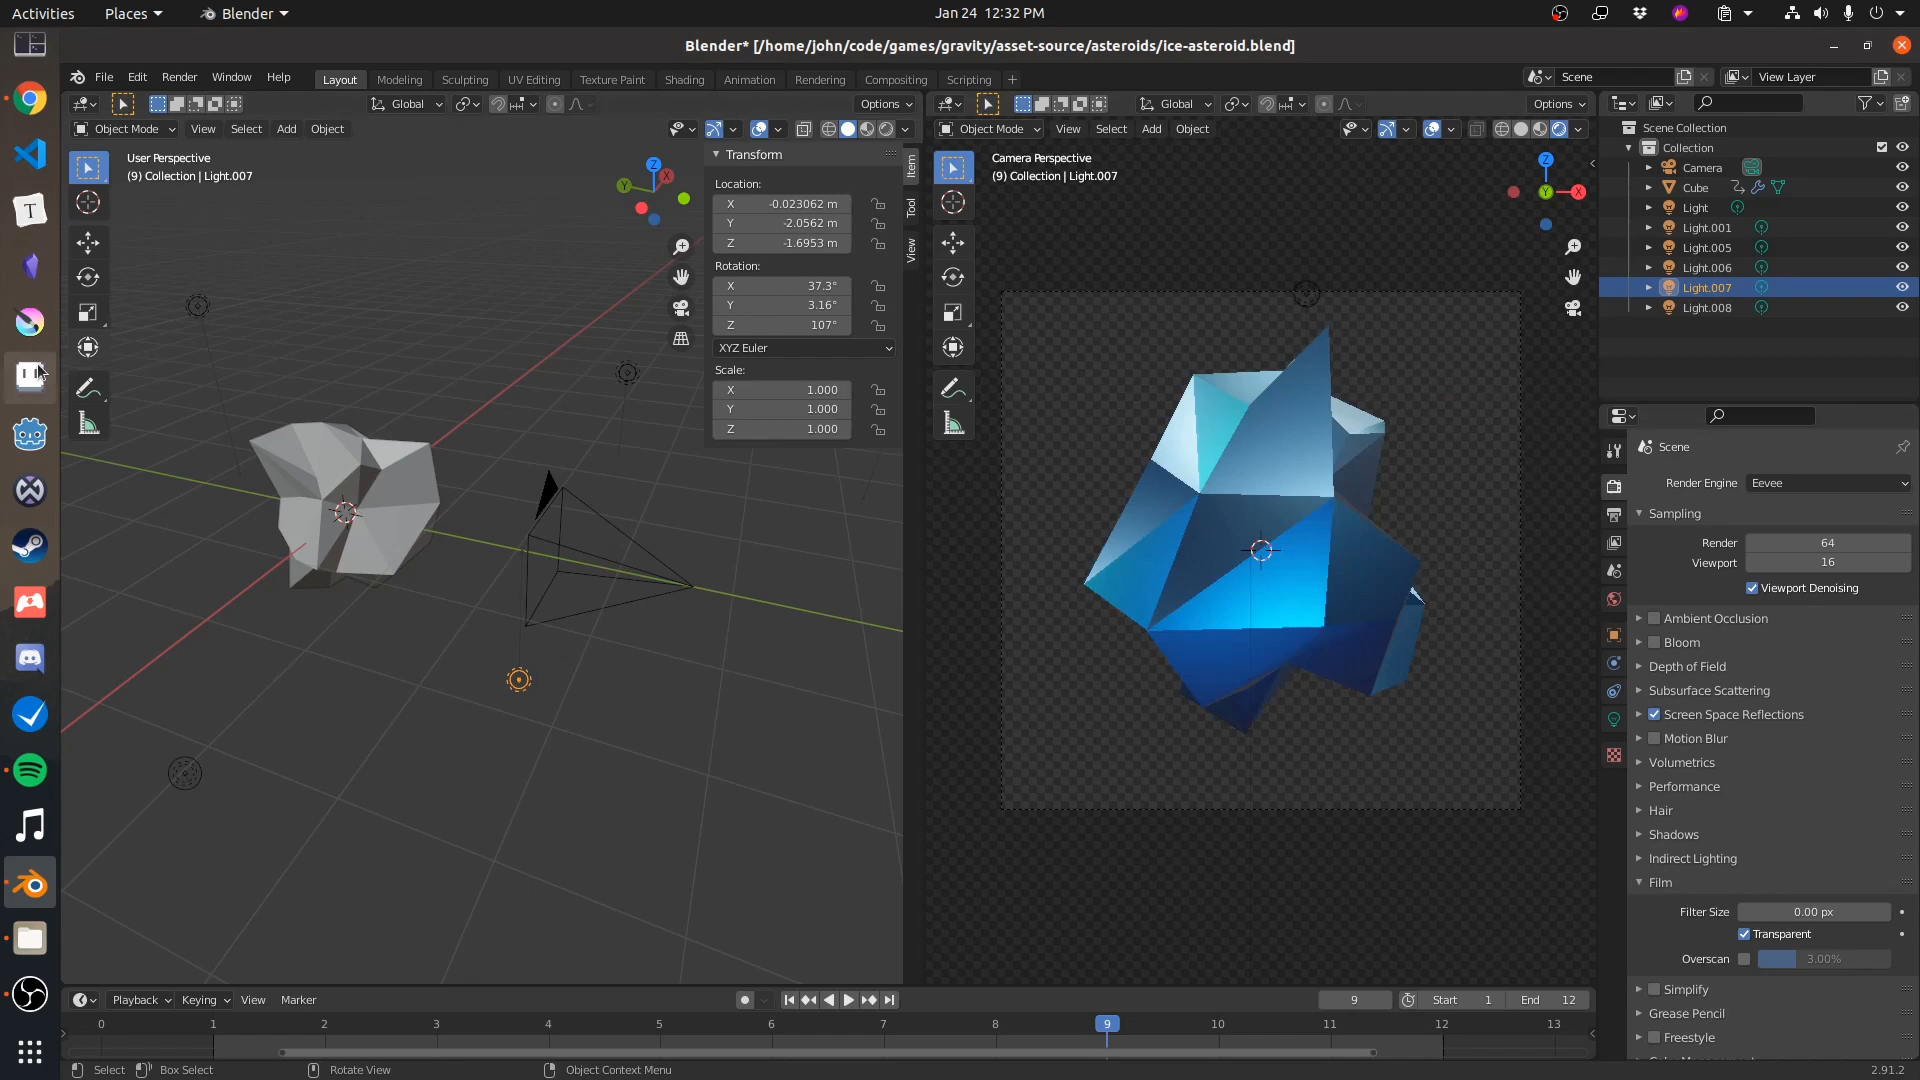 Activities Places Blender Jan 24 12:32 PM
Blender* [/home/john/code/games/gravity/asset-source/asteroids/ice-asteroid.blend]
File Edit Render Window Help Layout Modeling Sculpting UV Editing Texture Paint Shading Animation Rendering Compositing Scripting + Scene View Layer
Global Options Global Options
Object Mode View Select Add Object Object Mode View Select Add Object
User Perspective
(9) Collection | Light.007
Z
X
Y
Transform
Location:
X -0.023062 m
Y -2.0562 m
Z -1.6953 m
Rotation:
X 37.3°
Y 3.16°
Z 107°
XYZ Euler
Scale:
X 1.000
Y 1.000
Z 1.000
Item
Tool
View
Camera Perspective
(9) Collection | Light.007
Z
Y
X
Scene Collection
Collection
Camera
Cube
Light
Light.001
Light.005
Light.006
Light.007
Light.008
Scene
Render Engine Eevee
Sampling
Render 64
Viewport 16
Viewport Denoising
Ambient Occlusion
Bloom
Depth of Field
Subsurface Scattering
Screen Space Reflections
Motion Blur
Volumetrics
Performance
Hair
Shadows
Indirect Lighting
Film
Filter Size 0.00 px
Transparent
Overscan 3.00%
Simplify
Grease Pencil
Freestyle
T
Playback Keying View Marker 9 Start 1 End 12
0 1 2 3 4 5 6 7 8 9 10 11 12 13
Select Box Select Rotate View Object Context Menu 2.91.2